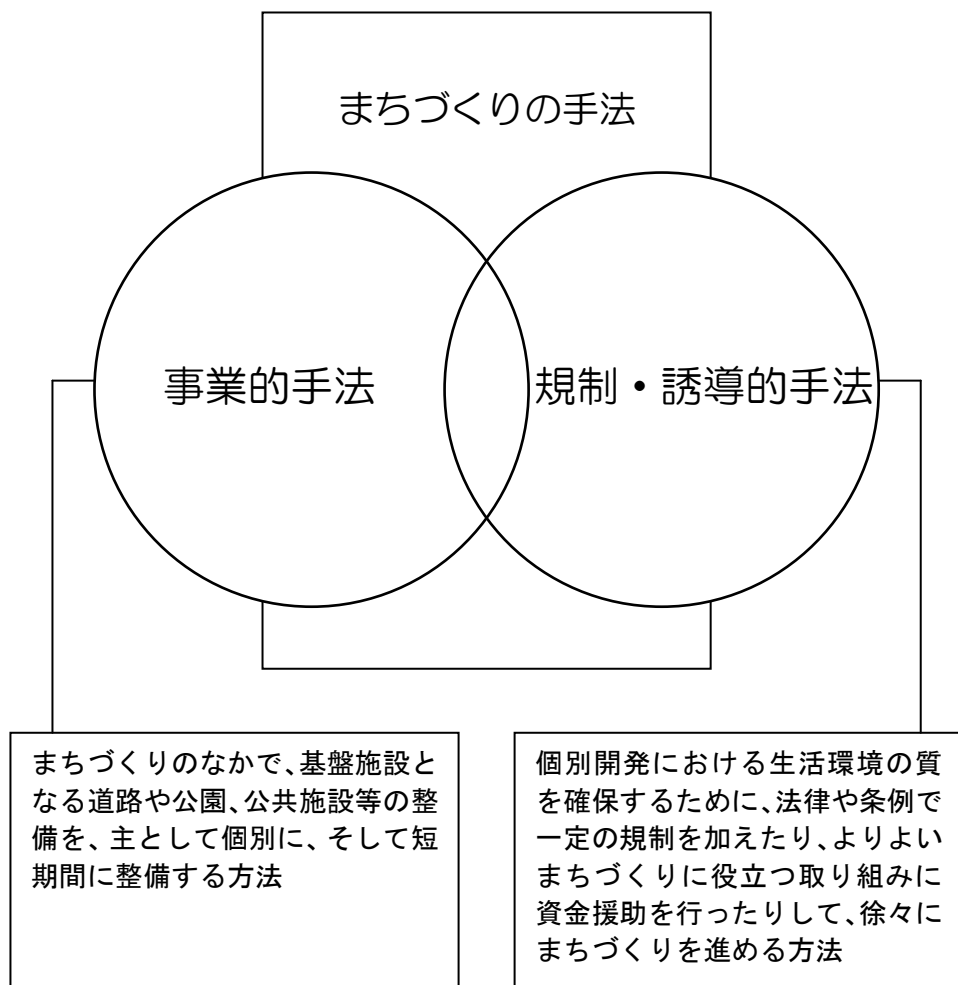 まちづくりの手法
事業的手法
規制・誘導的手法
まちづくりのなかで、基盤施設と
なる道路や公園、公共施設等の整
備を、主として個別に、そして短
期間に整備する方法
個別開発における生活環境の質
を確保するために、法律や条例で
一定の規制を加えたり、よりよい
まちづくりに役立つ取り組みに
資金援助を行ったりして、徐々に
まちづくりを進める方法